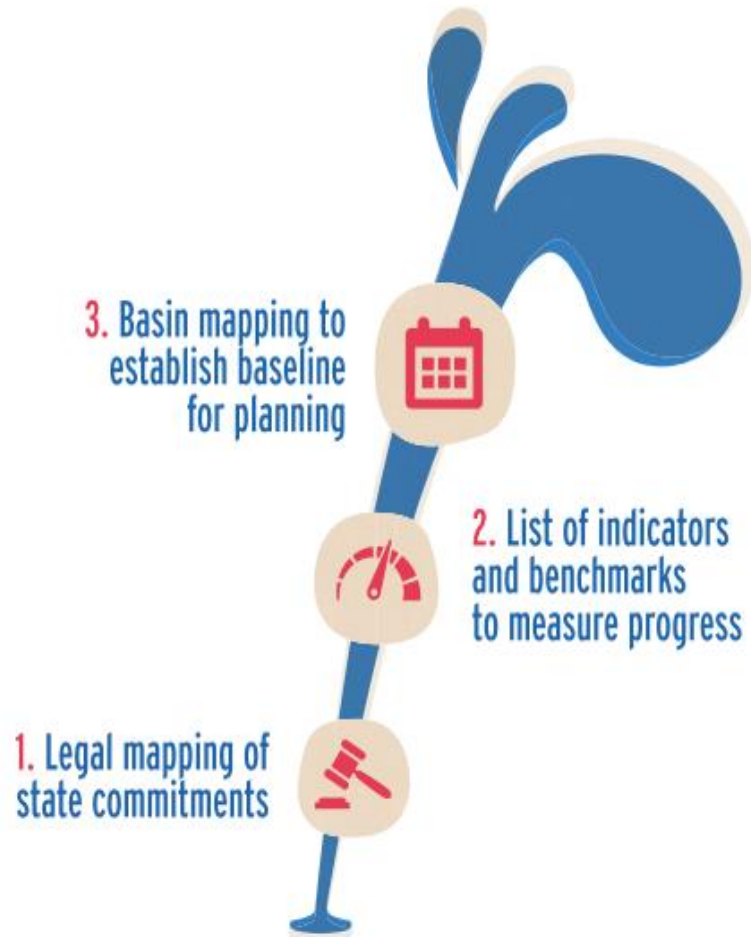 3. Basin mapping to
establish baseline
for planning
2. List of indicators
and benchmarks
to measure progress
1. Legal mapping of
state commitments